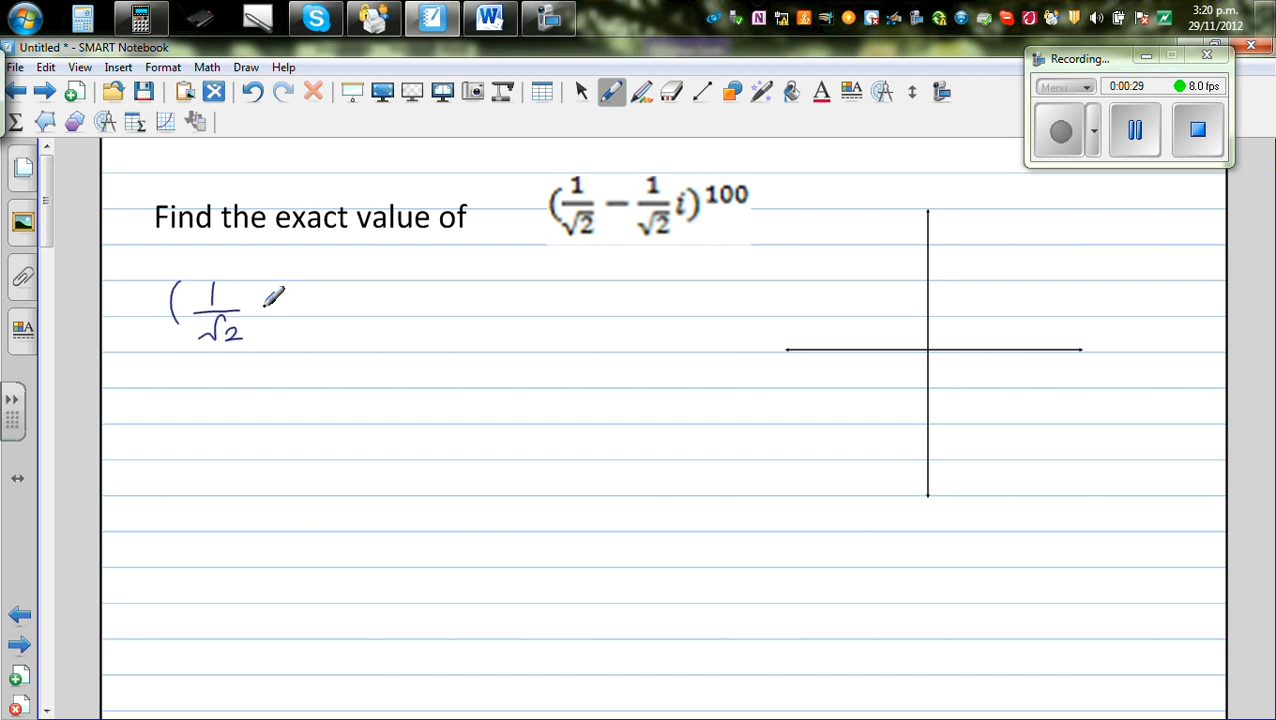 3:20 p.m.
29/11/2012
Untitled * - SMART Notebook
File Edit View Insert Format Math Draw Help
Recording...
Menu 0:00:29 8.0 fps
Find the exact value of (1/√2 − 1/√2 i)^100
( 1/√2